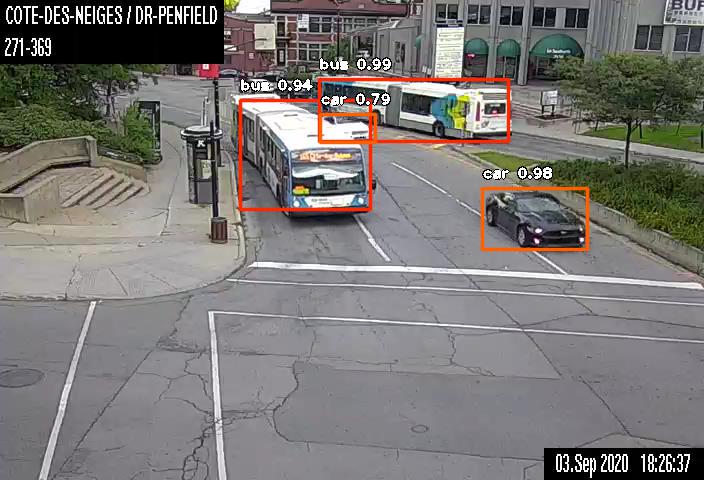 COTE-DES-NEIGES / DR-PENFIELD
271-369
bus 0.99
bus 0.94
car 0.79
car 0.98
03.Sep 2020 18:26:37